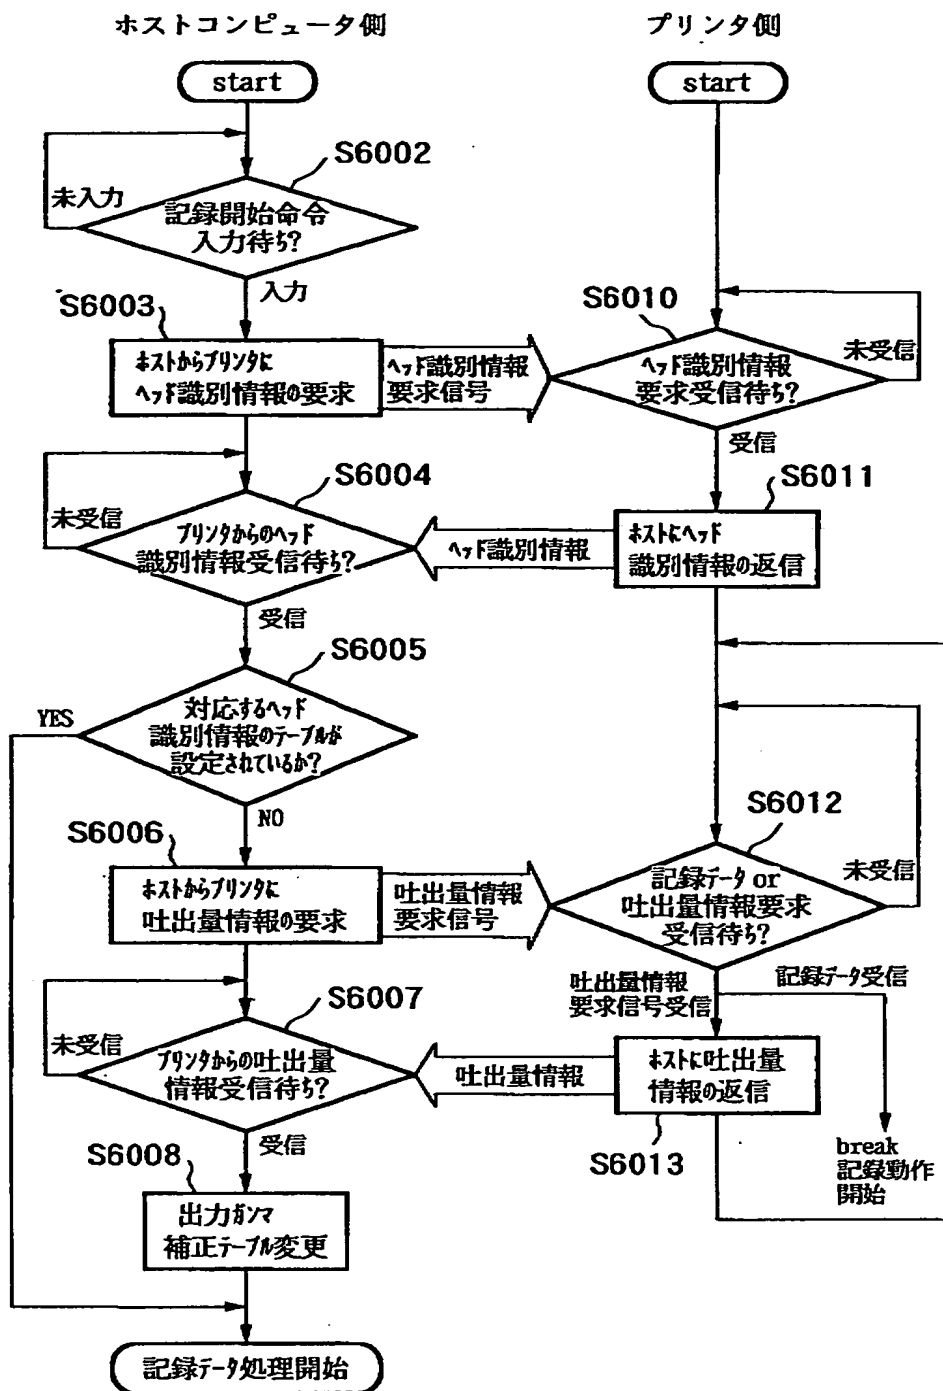 ホストコンピュータ側
プリンタ側
start
start
S6002
未入力
記録開始命令
入力待ち?
入力
S6003
ホストからプリンタに
ヘッド識別情報の要求
ヘッド識別情報
要求信号
S6010
ヘッド識別情報
要求受信待ち?
未受信
受信
S6004
未受信
プリンタからのヘッド
識別情報受信待ち?
受信
S6011
ホストにヘッド
識別情報の返信
ヘッド識別情報
S6005
YES
対応するヘッド
識別情報のテーブルが
設定されているか?
NO
S6006
ホストからプリンタに
吐出量情報の要求
吐出量情報
要求信号
S6012
記録データ or
吐出量情報要求
受信待ち?
未受信
吐出量情報
要求信号受信
記録データ受信
S6007
未受信
プリンタからの吐出量
情報受信待ち?
受信
吐出量情報
ホストに吐出量
情報の返信
S6013
break
記録動作
開始
S6008
出力ガンマ
補正テーブル変更
記録データ処理開始